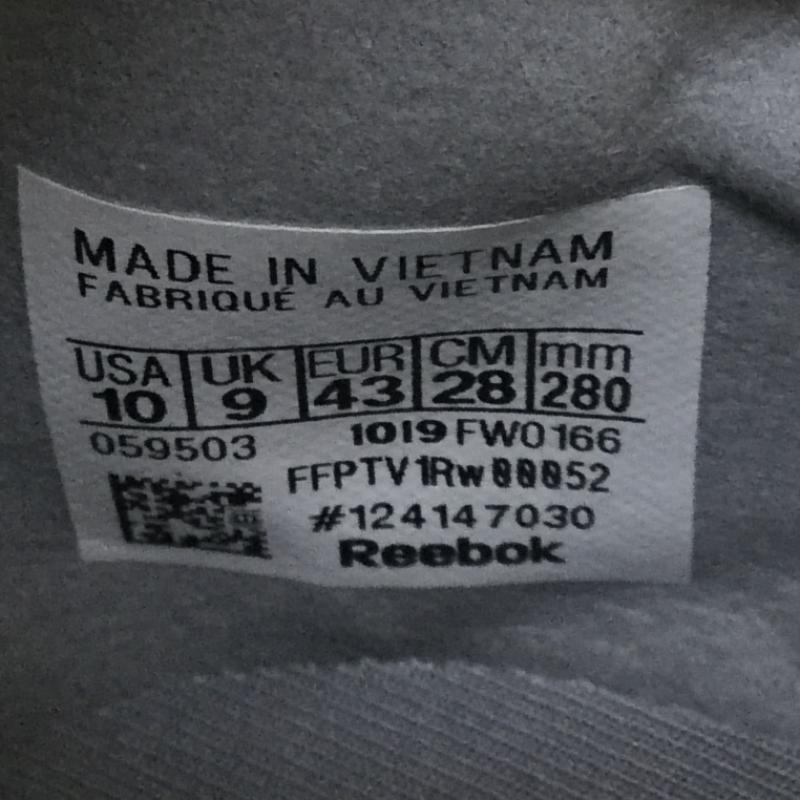 MADE IN VIETNAM
FABRIQUÉ AU VIETNAM
USA UK EUR CM mm
10 9 43 28 280
059503 1019 FW0166
FFPTV1Rw00052
#124147030
Reebok